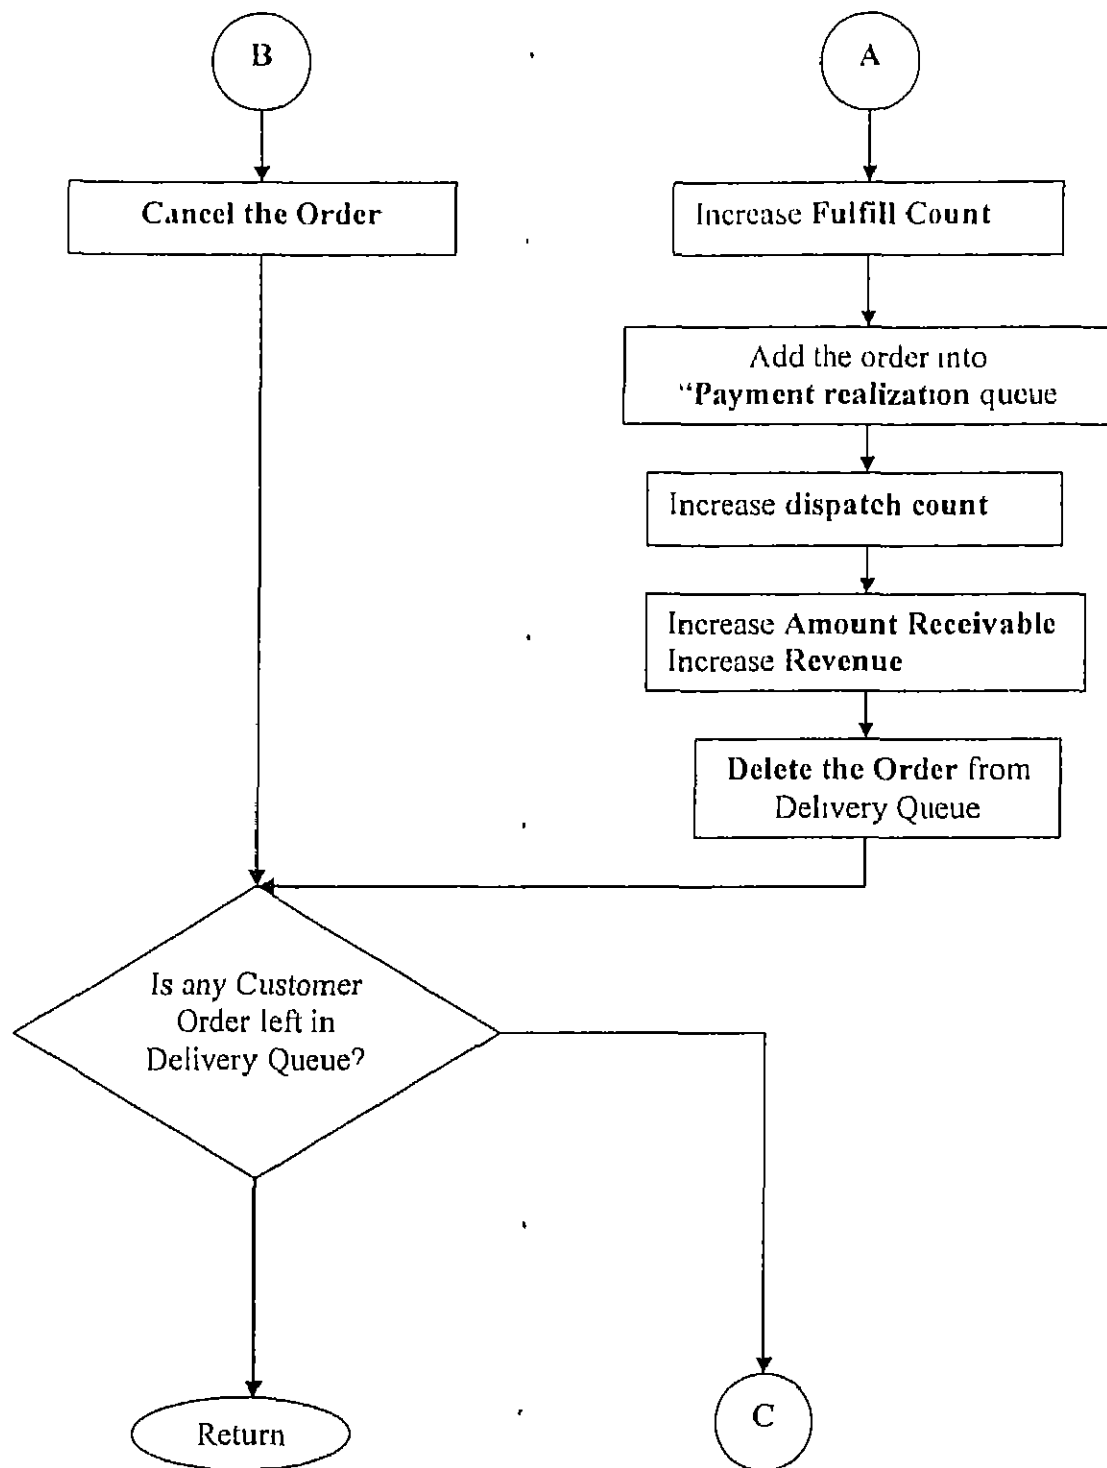 B
A
Cancel the Order
Increase Fulfill Count
Add the order into
"Payment realization queue
Increase dispatch count
Increase Amount Receivable
Increase Revenue
Delete the Order from
Delivery Queue
Is any Customer
Order left in
Delivery Queue?
Return
C